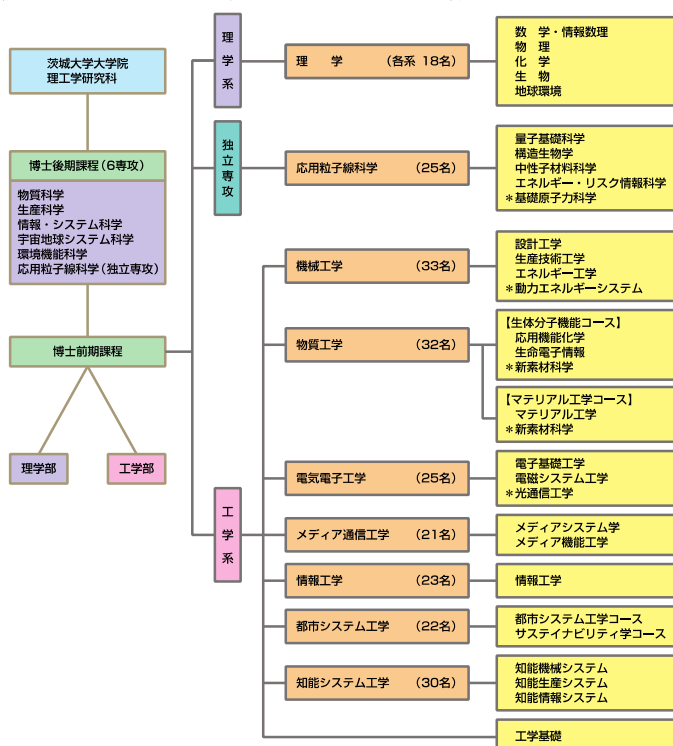 茨城大学大学院
理工学研究科
博士後期課程(6専攻)
物質科学
生産科学
情報・システム科学
宇宙地球システム科学
環境機能科学
応用粒子線科学(独立専攻)
博士前期課程
理学部
工学部
理学系
理 学 (各系 18名)
数 学・情報数理
物 理
化 学
生 物
地球環境
独立専攻
応用粒子線科学 (25名)
量子基礎科学
構造生物学
中性子材料科学
エネルギー・リスク情報科学
*基礎原子力科学
工学系
機械工学 (33名)
設計工学
生産技術工学
エネルギー工学
*動力エネルギーシステム
物質工学 (32名)
【生体分子機能コース】
応用機能化学
生命電子情報
*新素材科学
【マテリアル工学コース】
マテリアル工学
*新素材科学
電気電子工学 (25名)
電子基礎工学
電磁システム工学
*光通信工学
メディア通信工学 (21名)
メディアシステム学
メディア機能工学
情報工学 (23名)
情報工学
都市システム工学 (22名)
都市システム工学コース
サステイナビリティ学コース
知能システム工学 (30名)
知能機械システム
知能生産システム
知能情報システム
工学基礎